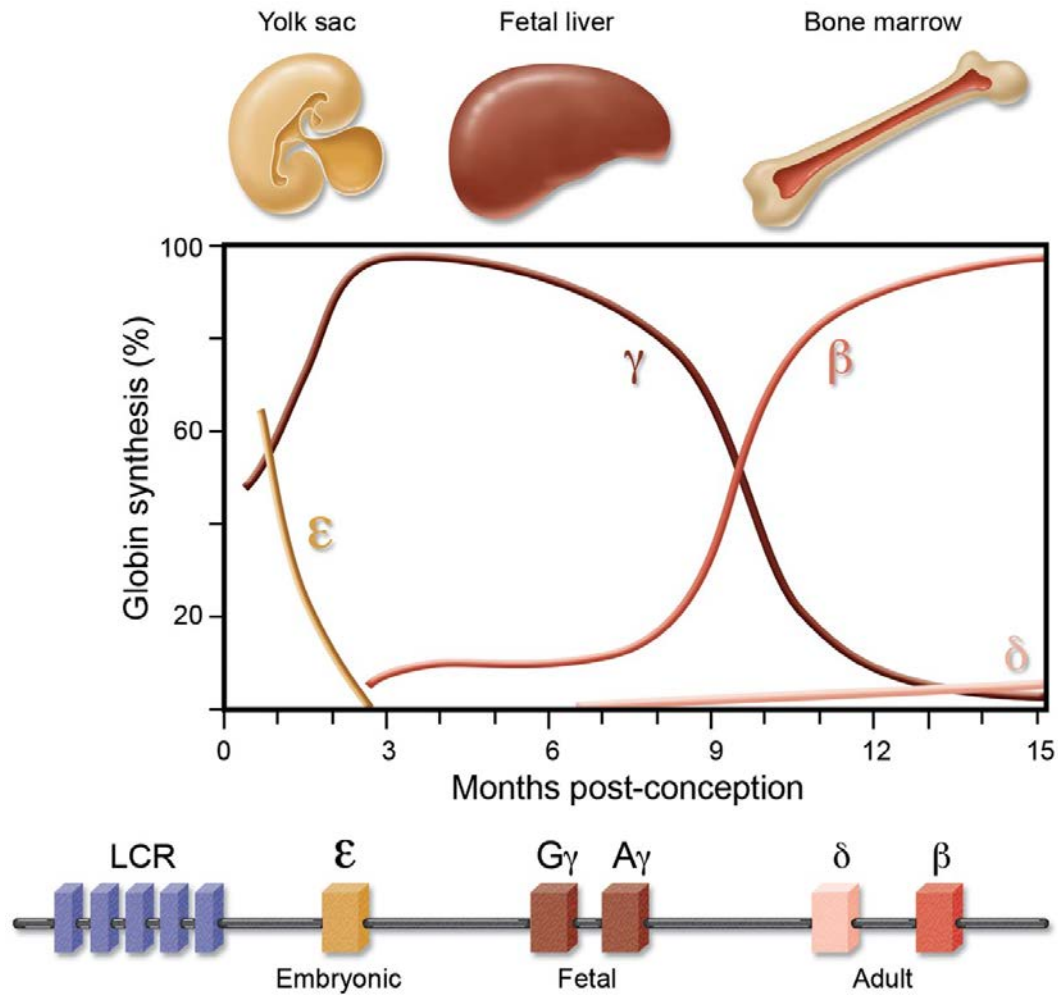 Yolk sac
Fetal liver
Bone marrow
100
60
20
Globin synthesis (%)
γ
β
ε
δ
0
3
6
9
12
15
Months post-conception
LCR
ε
Gγ
Aγ
δ
β
Embryonic
Fetal
Adult